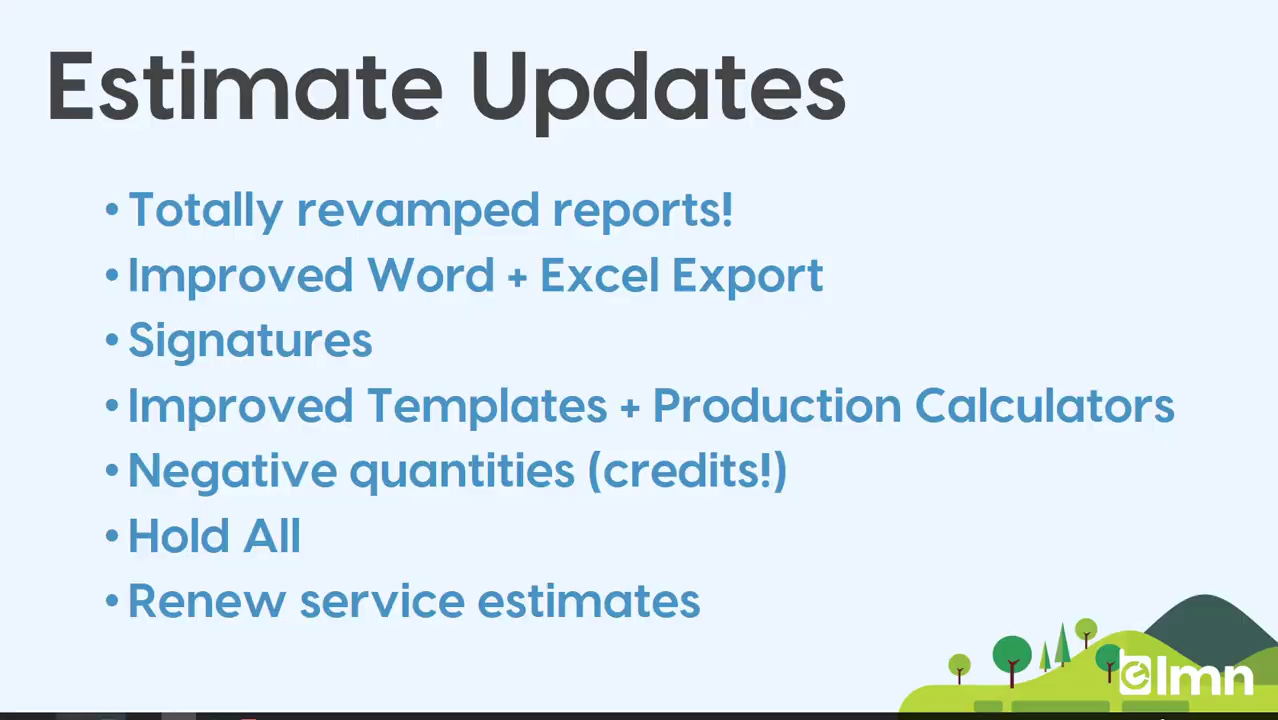 Estimate Updates
• Totally revamped reports!
• Improved Word + Excel Export
• Signatures
• Improved Templates + Production Calculators
• Negative quantities (credits!)
• Hold All
• Renew service estimates
lmn